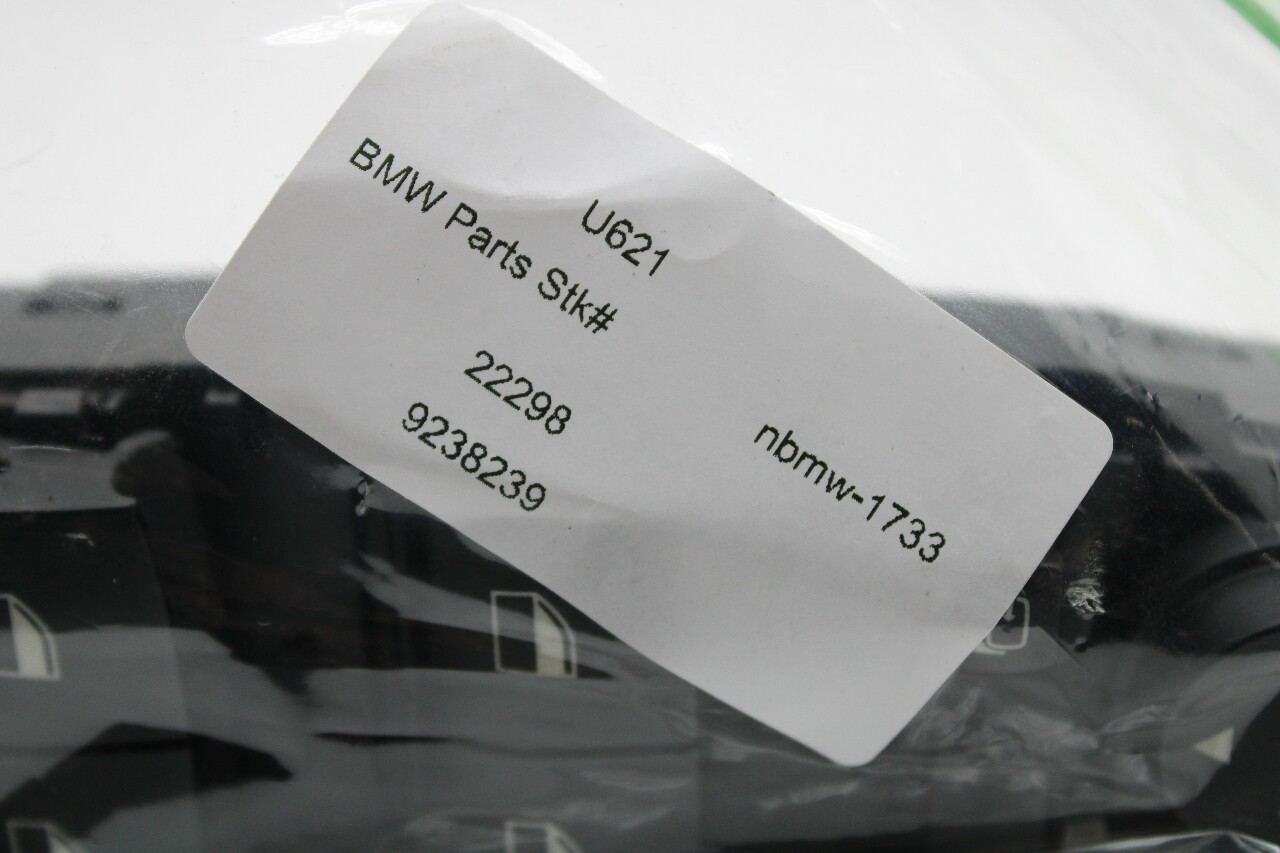 U621
BMW Parts Stk#
22298
9238239
nbmw-1733